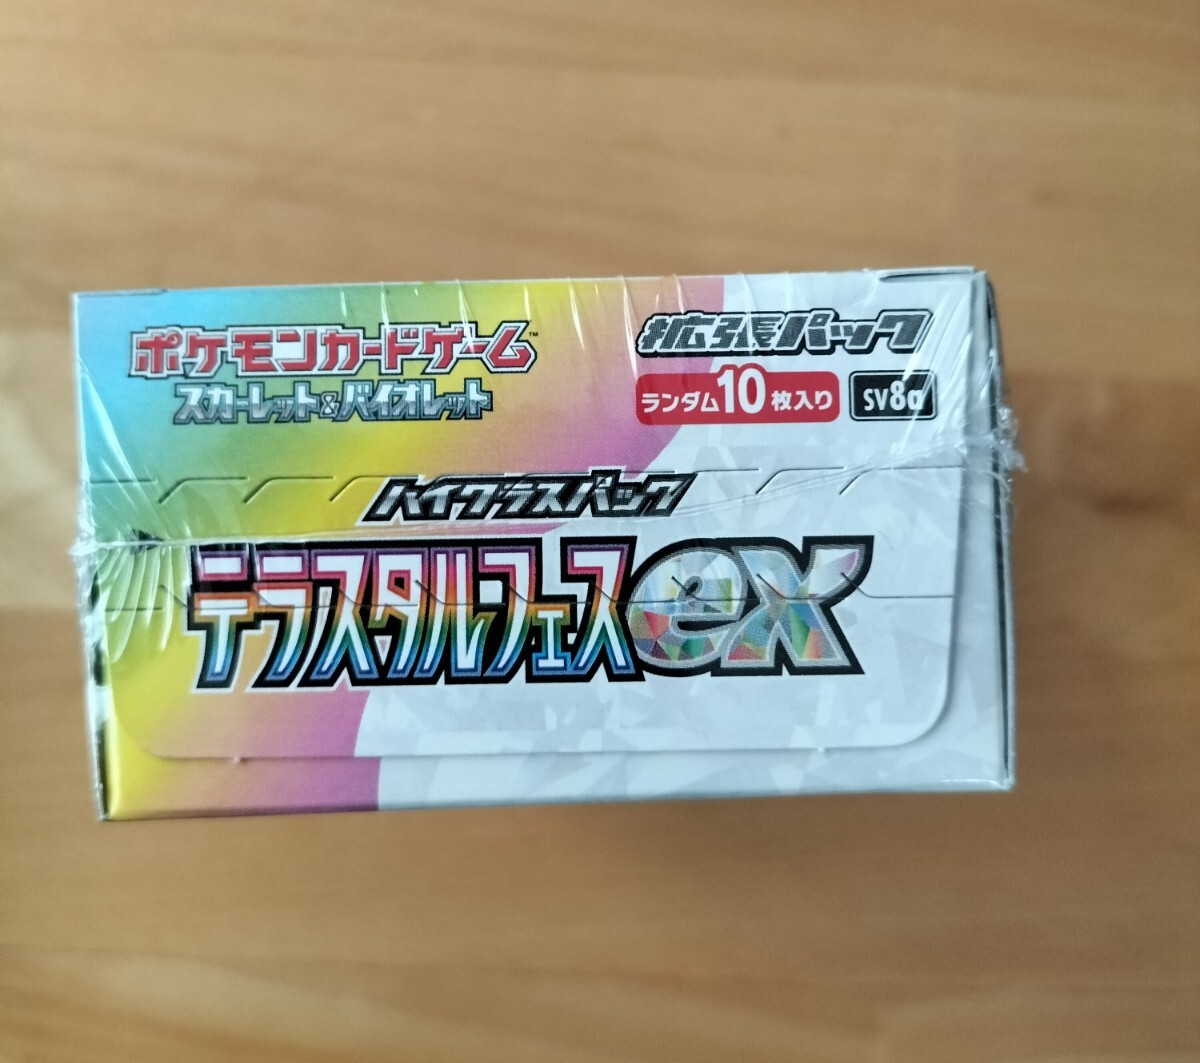 ポケモンカードゲーム™
スカーレット&バイオレット
拡張パック
ランダム10枚入り
SV8a
ハイクラスパック
テラスタルフェスex